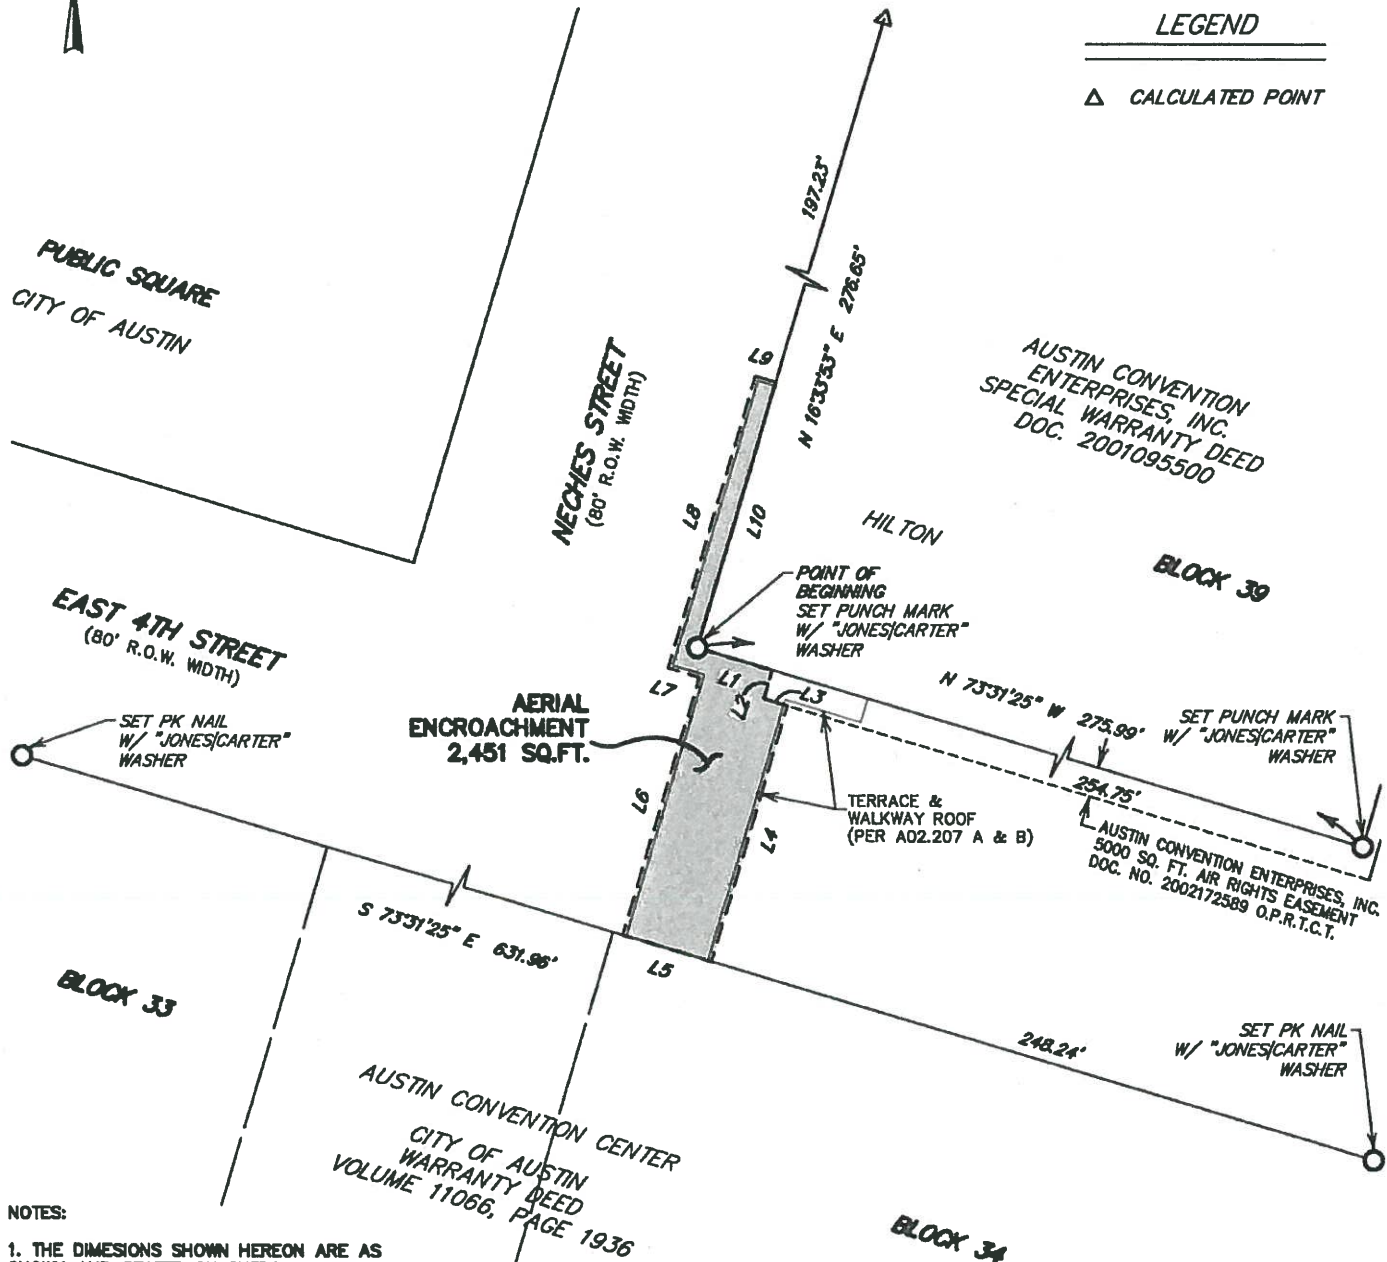 LEGEND
CALCULATED POINT
197.23'
N 16°33'53" E 276.65'
PUBLIC SQUARE
CITY OF AUSTIN
NECHES STREET
(80' R.O.W. WIDTH)
L9
AUSTIN CONVENTION
ENTERPRISES, INC.
SPECIAL WARRANTY DEED
DOC. 2001095500
L8
L10
HILTON
BLOCK 39
POINT OF
BEGINNING
SET PUNCH MARK
W/ "JONES|CARTER"
WASHER
EAST 4TH STREET
(80' R.O.W. WIDTH)
L7
L1
L2
L3
N 73°31'25" W 275.99'
SET PUNCH MARK
W/ "JONES|CARTER"
WASHER
AERIAL
ENCROACHMENT
2,451 SQ.FT.
SET PK NAIL
W/ "JONES|CARTER"
WASHER
254.75'
L6
L4
TERRACE &
WALKWAY ROOF
(PER A02.207 A & B)
AUSTIN CONVENTION ENTERPRISES, INC.
5000 SQ. FT. AIR RIGHTS EASEMENT
DOC. NO. 2002172589 O.P.R.T.C.T.
S 73°31'25" E 631.96'
L5
BLOCK 33
248.24'
SET PK NAIL
W/ "JONES|CARTER"
WASHER
AUSTIN CONVENTION CENTER
CITY OF AUSTIN
WARRANTY DEED
VOLUME 11066, PAGE 1936
BLOCK 34
NOTES:
1. THE DIMESIONS SHOWN HEREON ARE AS